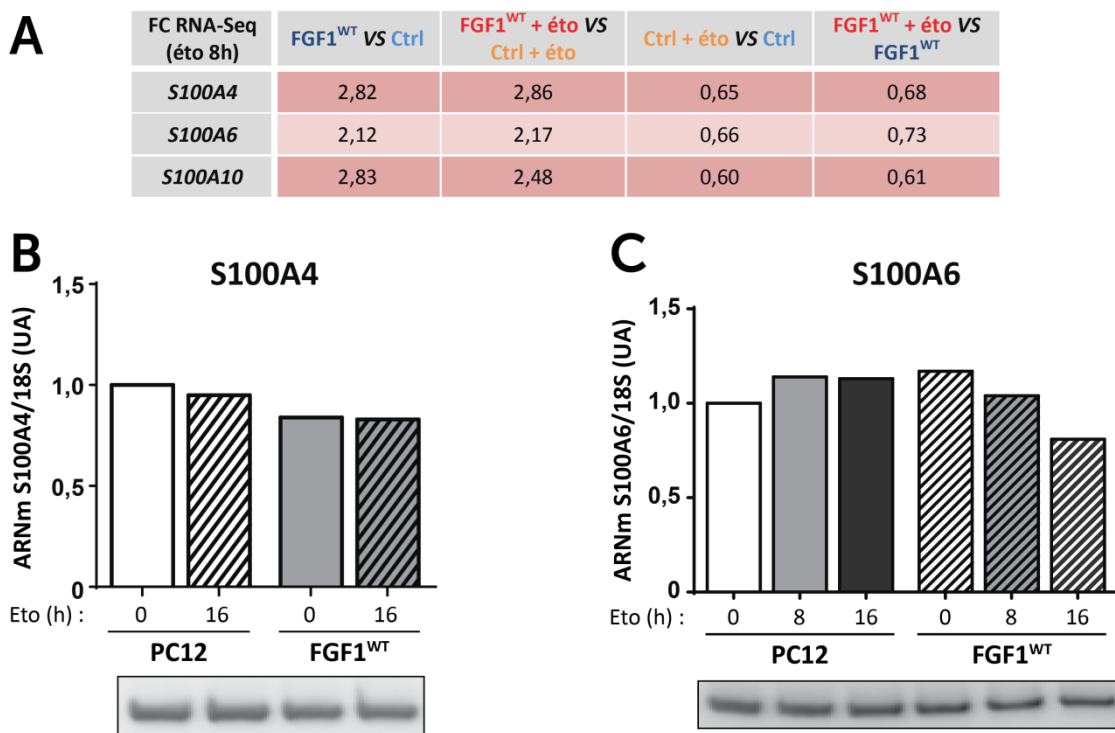 A
FC RNA-Seq (éto 8h)
FGF1WT VS Ctrl
FGF1WT + éto VS Ctrl + éto
Ctrl + éto VS Ctrl
FGF1WT + éto VS FGF1WT
S100A4 2,82 2,86 0,65 0,68
S100A6 2,12 2,17 0,66 0,73
S100A10 2,83 2,48 0,60 0,61
B
S100A4
ARNm S100A4/18S (UA)
1,5
1,0
0,5
0
Eto (h) : 0 16 0 16
PC12 FGF1WT
C
S100A6
ARNm S100A6/18S (UA)
1,5
1,0
0,5
0
Eto (h) : 0 8 16 0 8 16
PC12 FGF1WT